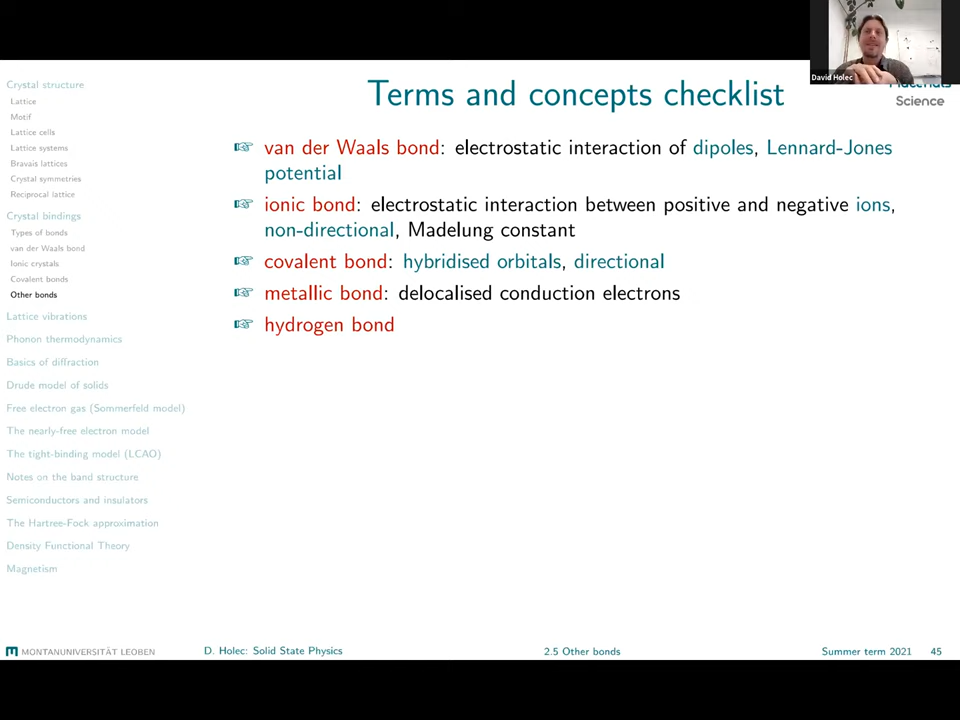 David Holec
Materials
Science
Terms and concepts checklist
Crystal structure
Lattice
Motif
Lattice cells
Lattice systems
Bravais lattices
Crystal symmetries
Reciprocal lattice
Crystal bindings
Types of bonds
van der Waals bond
Ionic crystals
Covalent bonds
Other bonds
Lattice vibrations
Phonon thermodynamics
Basics of diffraction
Drude model of solids
Free electron gas (Sommerfeld model)
The nearly-free electron model
The tight-binding model (LCAO)
Notes on the band structure
Semiconductors and insulators
The Hartree-Fock approximation
Density Functional Theory
Magnetism
van der Waals bond: electrostatic interaction of dipoles, Lennard-Jones
potential
ionic bond: electrostatic interaction between positive and negative ions,
non-directional, Madelung constant
covalent bond: hybridised orbitals, directional
metallic bond: delocalised conduction electrons
hydrogen bond
MONTANUNIVERSITÄT LEOBEN
D. Holec: Solid State Physics
2.5 Other bonds
Summer term 2021 45